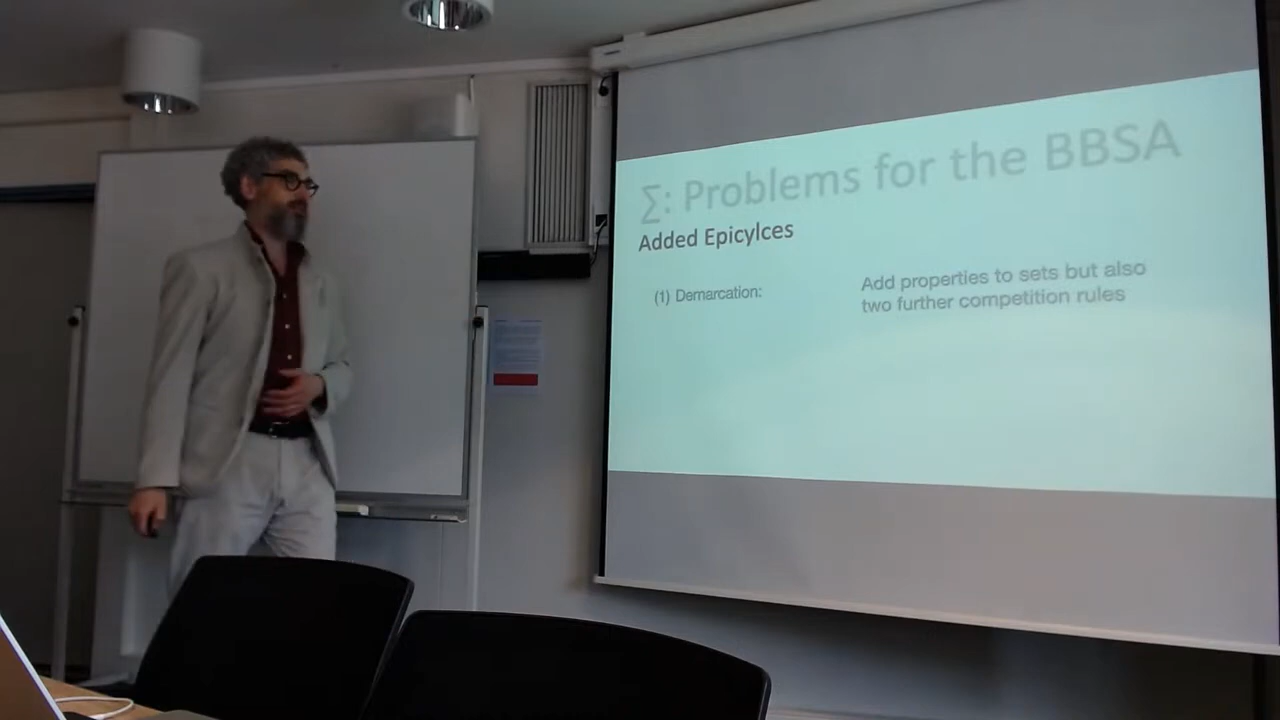 ∑: Problems for the BBSA
Added Epicylces
(1) Demarcation:
Add properties to sets but also
two further competition rules